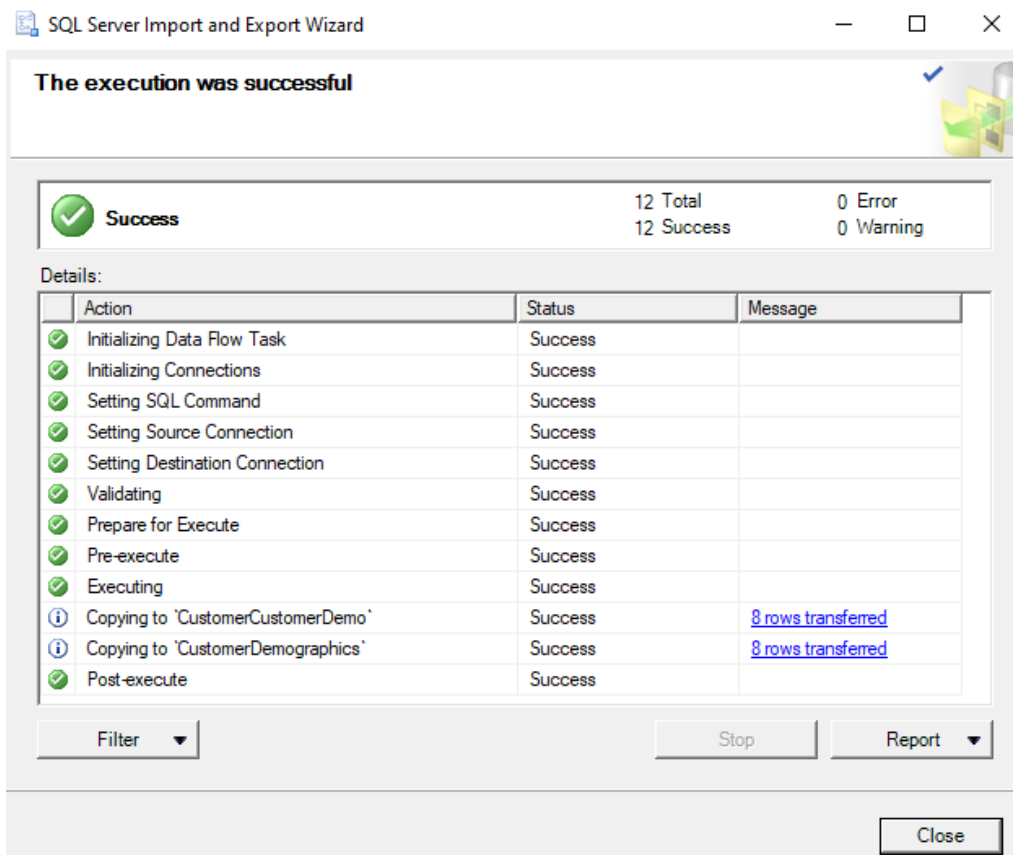 SQL Server Import and Export Wizard
The execution was successful
Success 12 Total 0 Error
12 Success 0 Warning
Details:
Action Status Message
Initializing Data Flow Task Success
Initializing Connections Success
Setting SQL Command Success
Setting Source Connection Success
Setting Destination Connection Success
Validating Success
Prepare for Execute Success
Pre-execute Success
Executing Success
Copying to `CustomerCustomerDemo` Success 8 rows transferred
Copying to `CustomerDemographics` Success 8 rows transferred
Post-execute Success
Filter Stop Report
Close